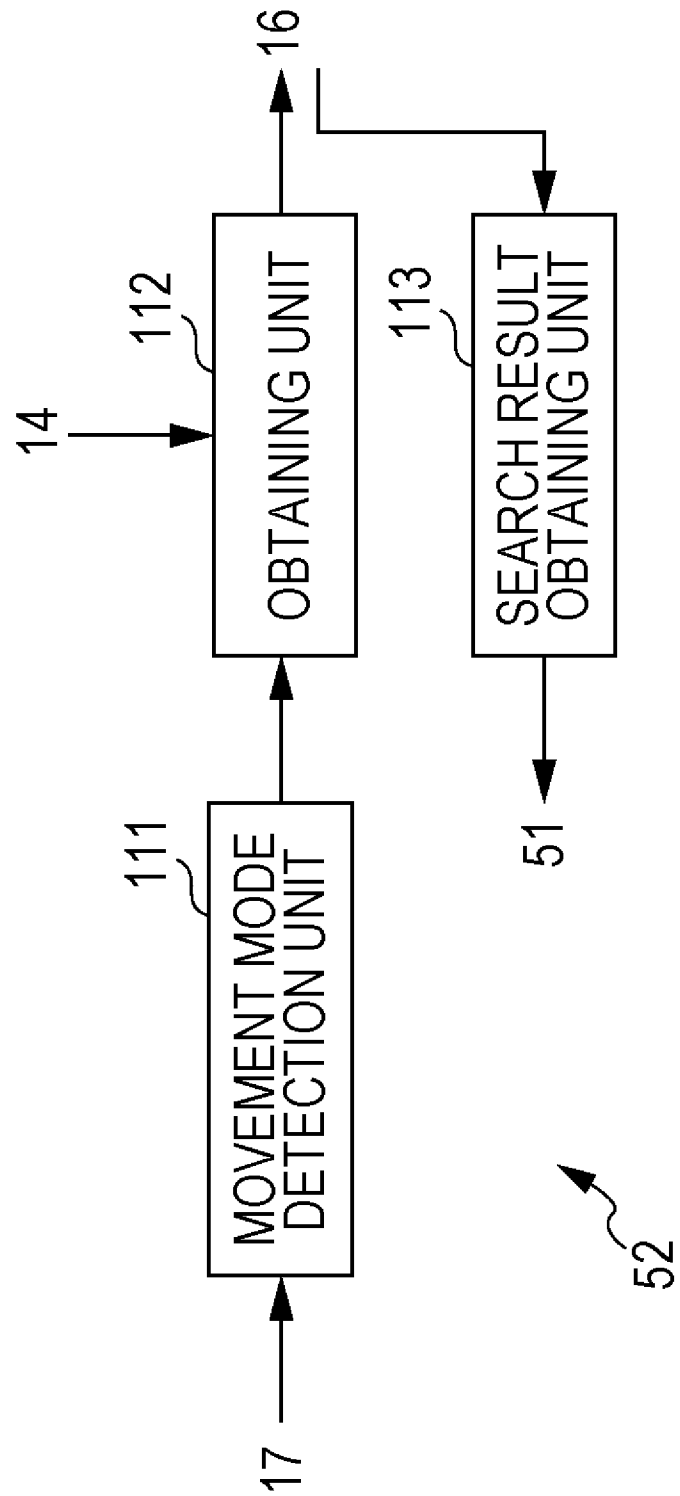 14
17
111
MOVEMENT MODE
DETECTION UNIT
112
OBTAINING UNIT
16
113
SEARCH RESULT
OBTAINING UNIT
51
52